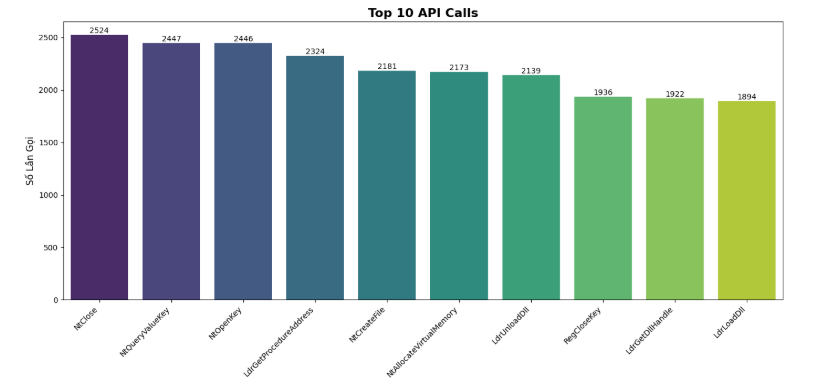 Top 10 API Calls
2524
2447
2446
2324
2181
2173
2139
1936
1922
1894
2500
2000
1500
1000
500
0
Số Lần Gọi
NtClose
NtQueryValueKey
NtOpenKey
LdrGetProcedureAddress
NtCreateFile
NtAllocateVirtualMemory
LdrUnloadDll
RegCloseKey
LdrGetDllHandle
LdrLoadDll